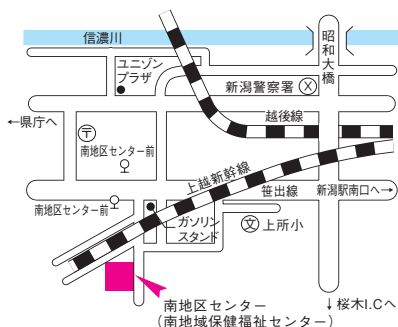 信濃川
昭和大橋
ユニゾン
プラザ
新潟警察署
越後線
←県庁へ
南地区センター前
上越新幹線
笹出線
新潟駅南口へ→
南地区センター前
ガソリン
スタンド
文
上所小
南地区センター
(南地域保健福祉センター)
↓桜木I.Cへ